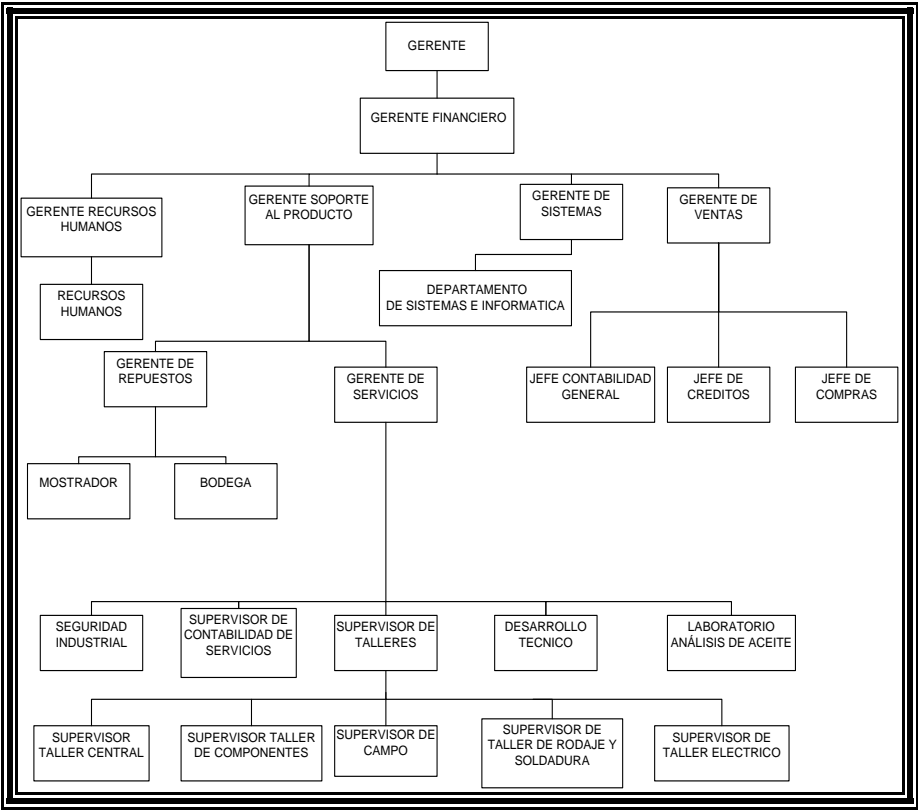 GERENTE
GERENTE FINANCIERO
GERENTE RECURSOS
HUMANOS
GERENTE SOPORTE
AL PRODUCTO
GERENTE DE
SISTEMAS
GERENTE DE
VENTAS
RECURSOS
HUMANOS
DEPARTAMENTO
DE SISTEMAS E INFORMATICA
GERENTE DE
REPUESTOS
GERENTE DE
SERVICIOS
JEFE CONTABILIDAD
GENERAL
JEFE DE
CREDITOS
JEFE DE
COMPRAS
MOSTRADOR
BODEGA
SEGURIDAD
INDUSTRIAL
SUPERVISOR DE
CONTABILIDAD DE
SERVICIOS
SUPERVISOR DE
TALLERES
DESARROLLO
TECNICO
LABORATORIO
ANÁLISIS DE ACEITE
SUPERVISOR
TALLER CENTRAL
SUPERVISOR TALLER
DE COMPONENTES
SUPERVISOR DE
CAMPO
SUPERVISOR DE
TALLER DE RODAJE Y
SOLDADURA
SUPERVISOR DE
TALLER ELECTRICO